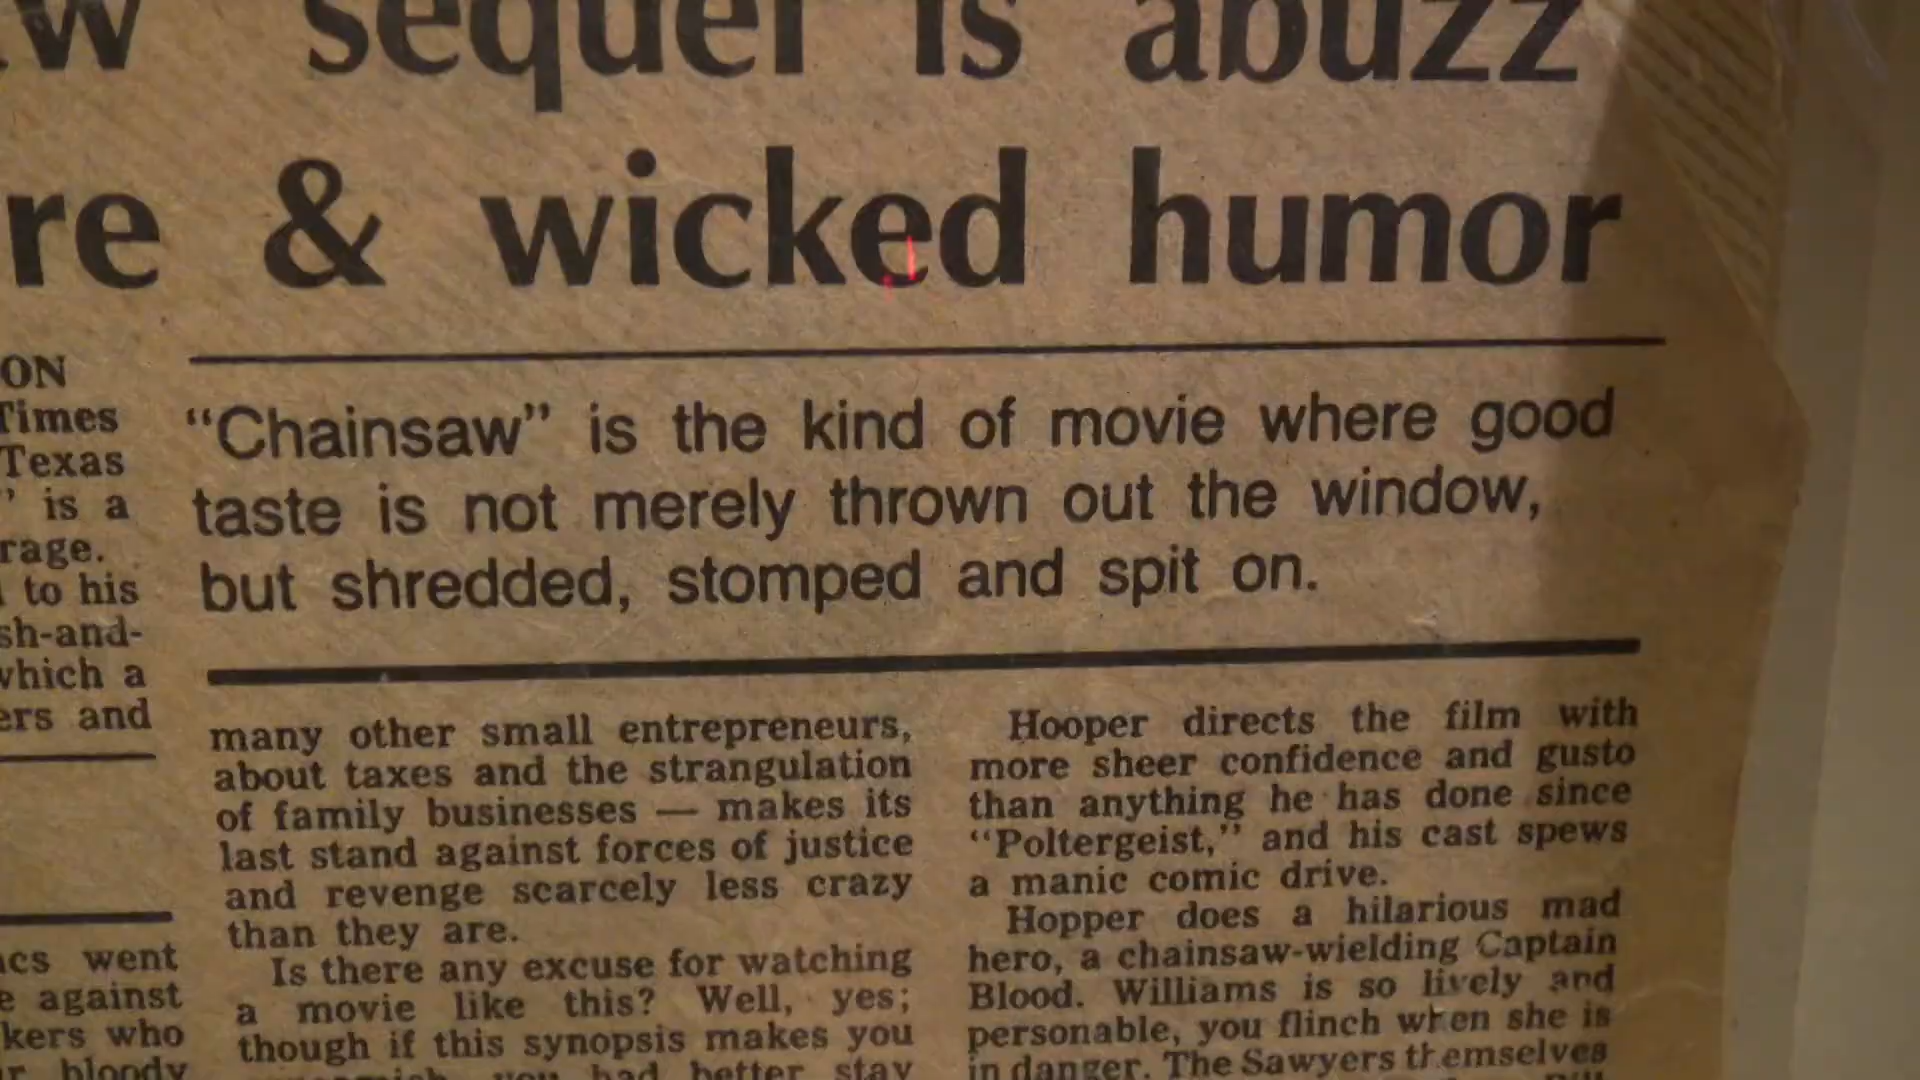 sequel is abuzz
re & wicked humor
ON
Times
Texas
” is a
rage.
to his
sh-and-
which a
ers and
“Chainsaw” is the kind of movie where good
taste is not merely thrown out the window,
but shredded, stomped and spit on.
acs went
e against
kers who
bloody
many other small entrepreneurs,
about taxes and the strangulation
of family businesses — makes its
last stand against forces of justice
and revenge scarcely less crazy
than they are.
Is there any excuse for watching
a movie like this? Well, yes;
though if this synopsis makes you
you had better stay
Hooper directs the film with
more sheer confidence and gusto
than anything he has done since
“Poltergeist,” and his cast spews
a manic comic drive.
Hopper does a hilarious mad
hero, a chainsaw-wielding Captain
Blood. Williams is so lively and
personable, you flinch when she is
in danger. The Sawyers themselves